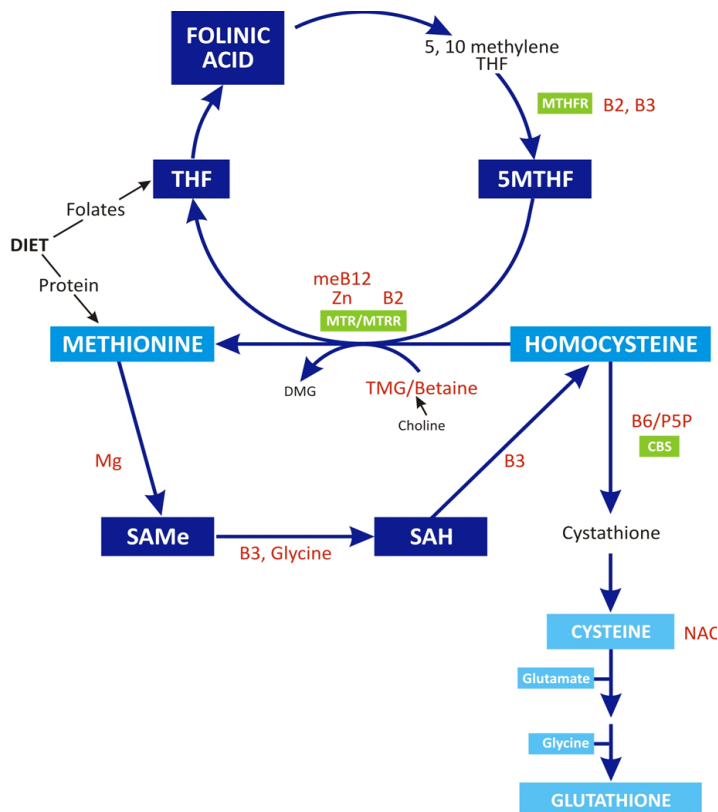 FOLINIC
ACID
5, 10 methylene
THF
MTHFR
B2, B3
THF
5MTHF
Folates
DIET
Protein
meB12
Zn
B2
MTR/MTRR
METHIONINE
HOMOCYSTEINE
DMG
TMG/Betaine
Choline
B6/P5P
CBS
Mg
B3
SAMe
B3, Glycine
SAH
Cystathione
CYSTEINE
NAC
Glutamate
Glycine
GLUTATHIONE